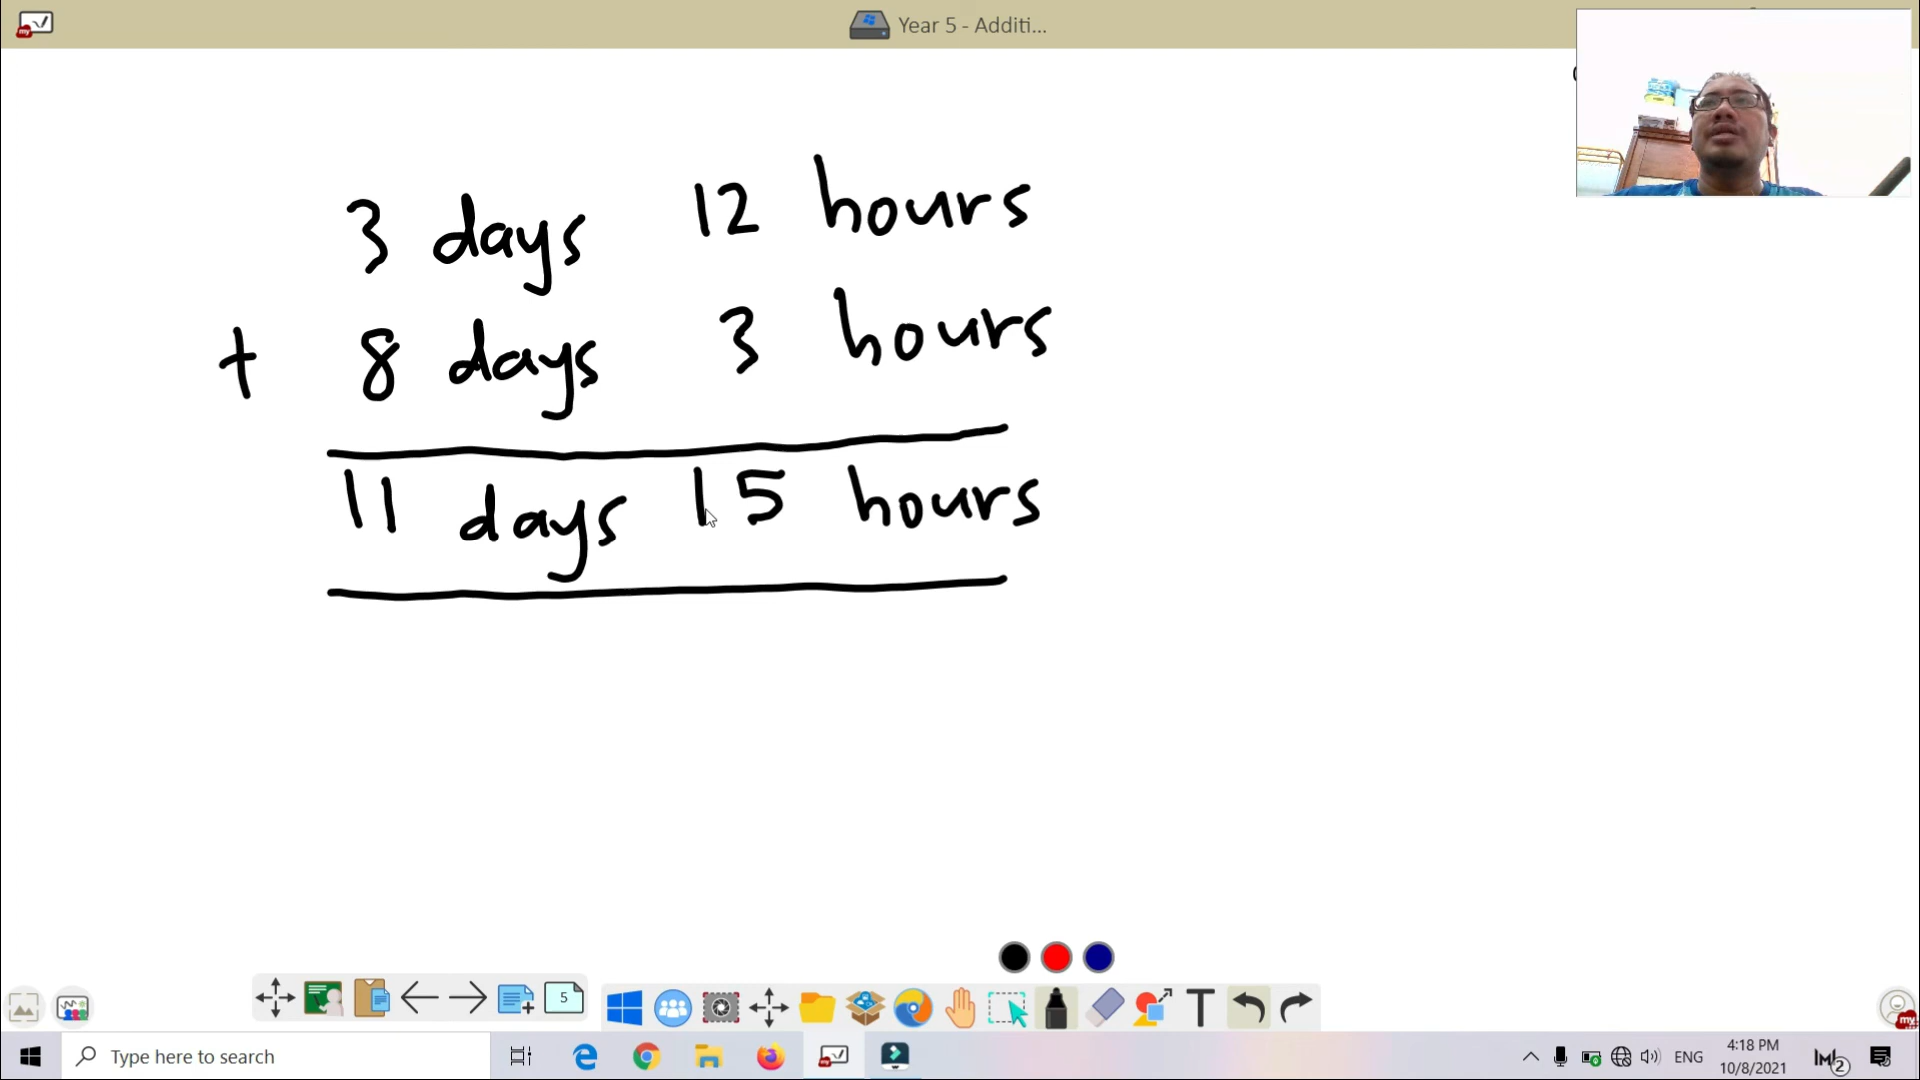 Year 5 - Additi...
3 days 12 hours
+ 8 days 3 hours
11 days 15 hours
5
Type here to search
ENG
4:18 PM
10/8/2021
2